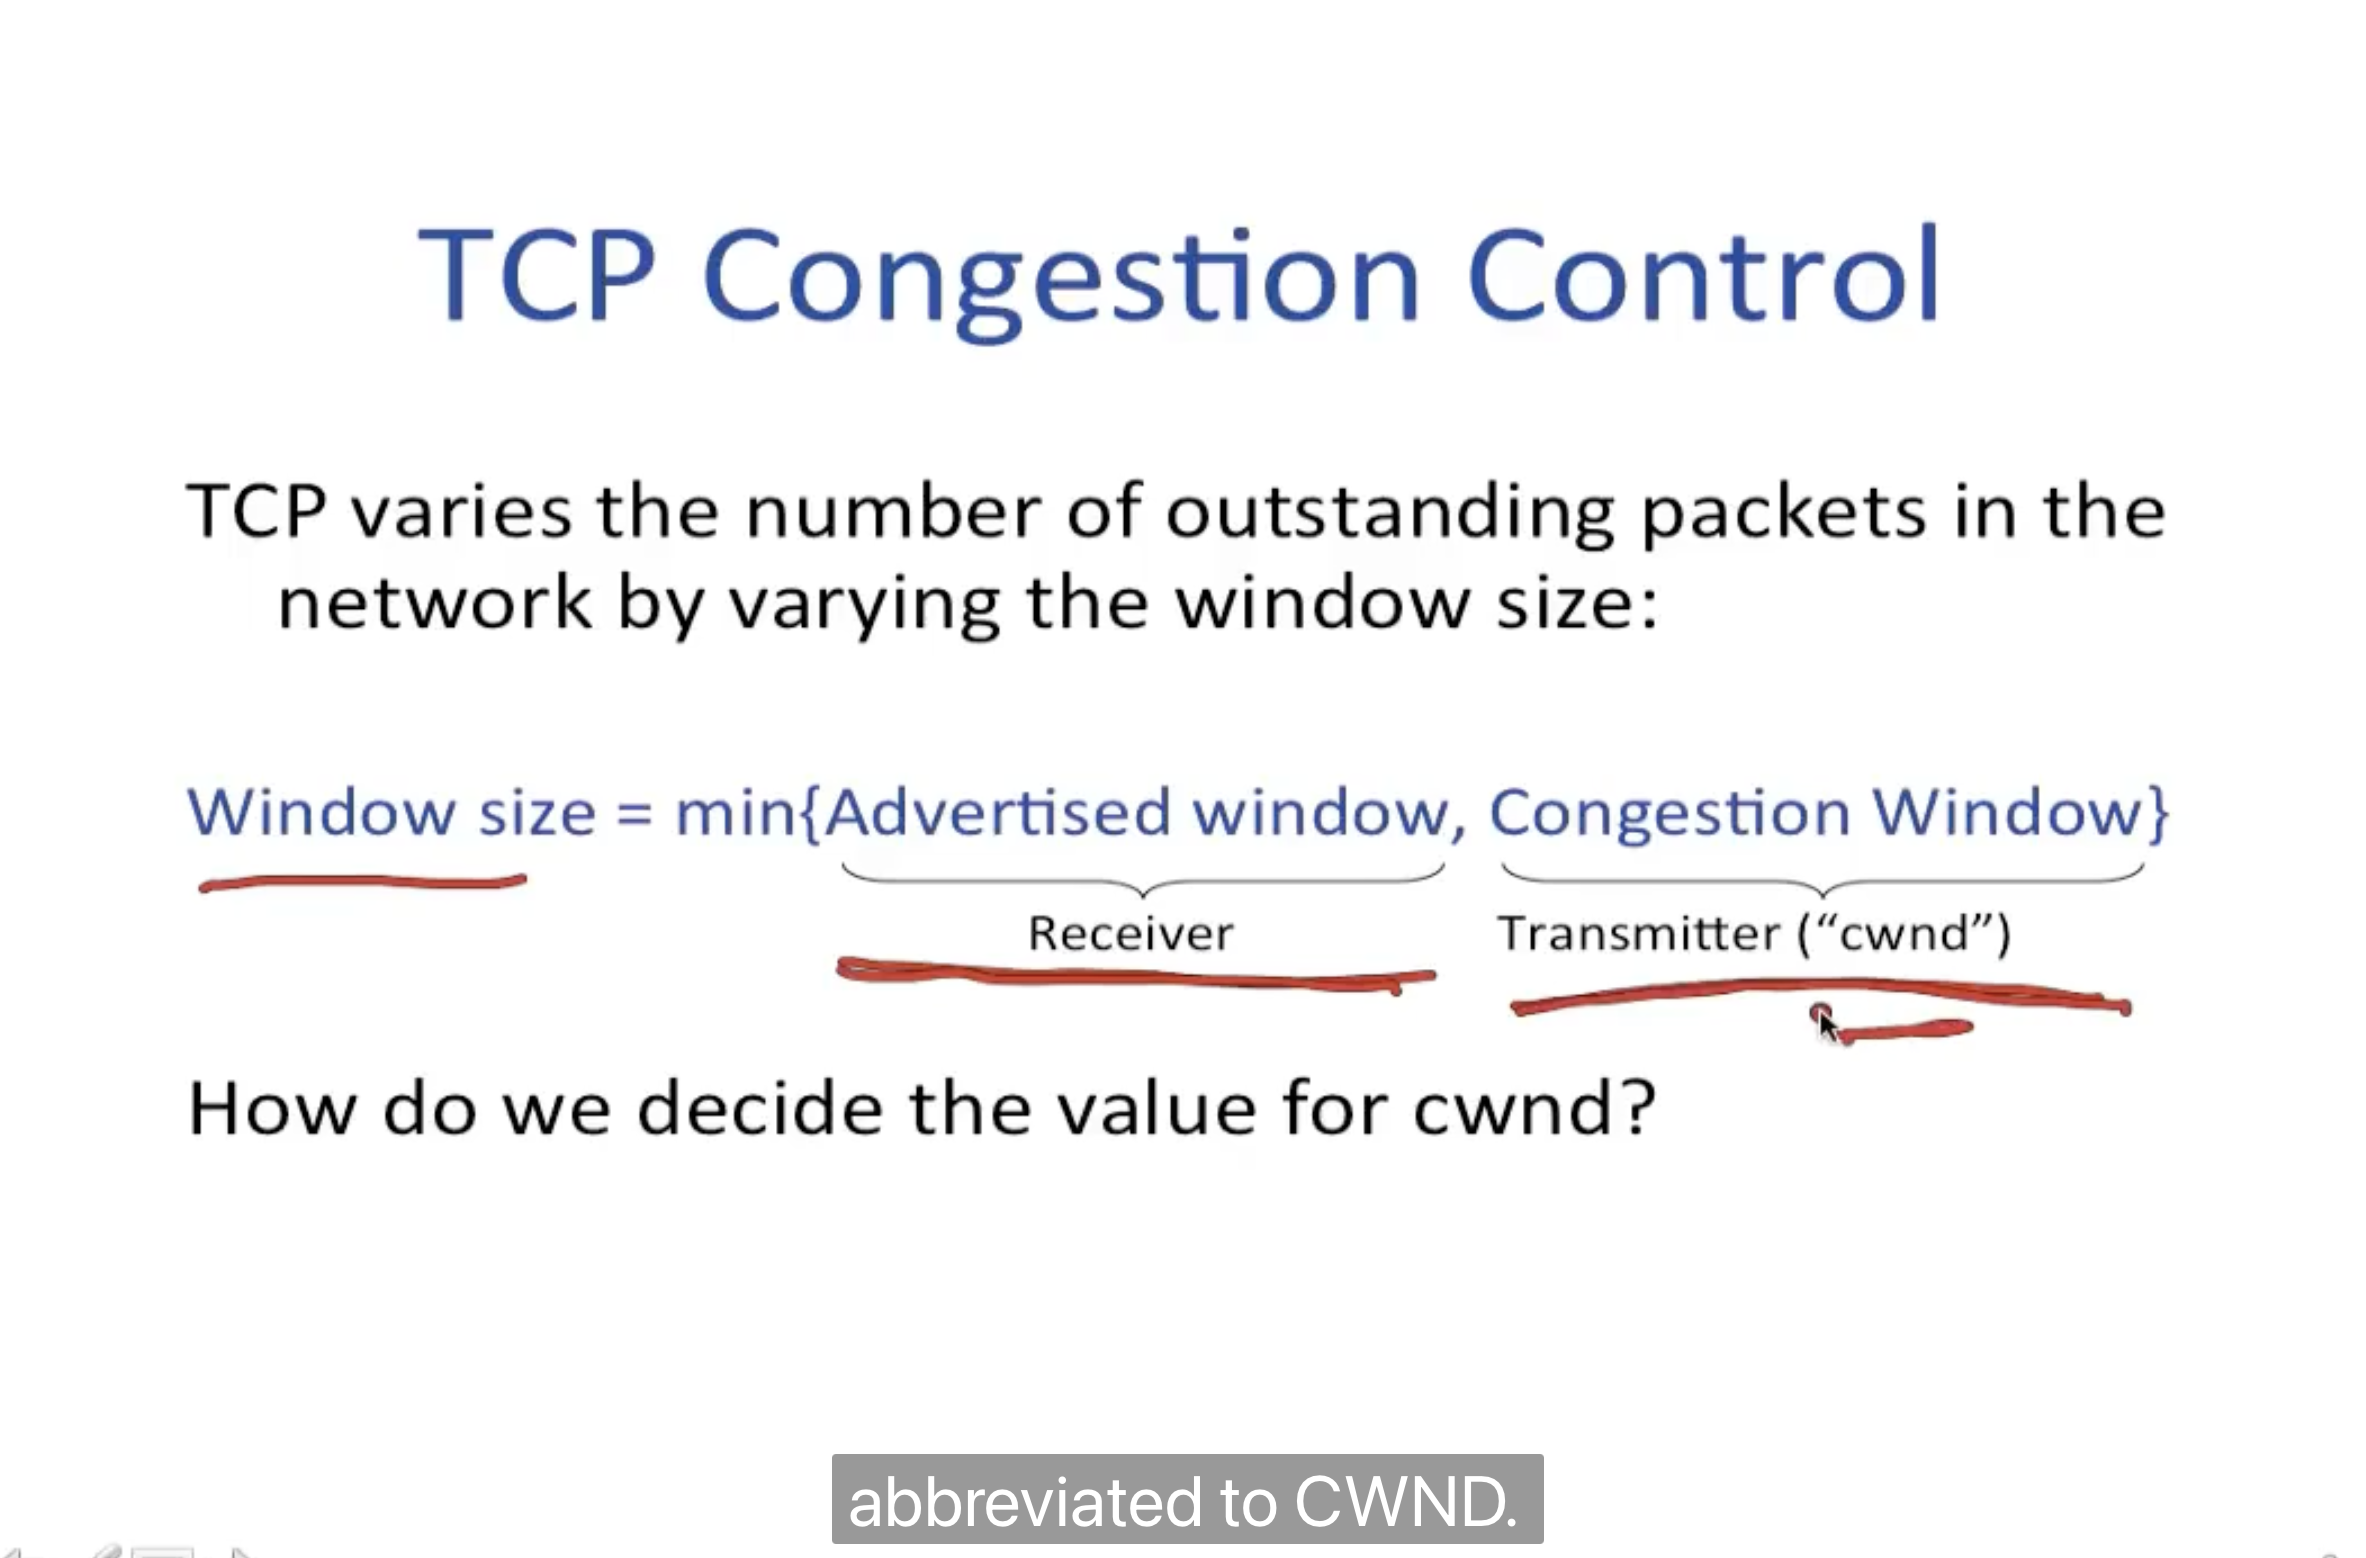 TCP Congestion Control
TCP varies the number of outstanding packets in the
network by varying the window size:
Window size = min{Advertised window, Congestion Window}
Receiver
Transmitter (“cwnd”)
How do we decide the value for cwnd?
abbreviated to CWND.